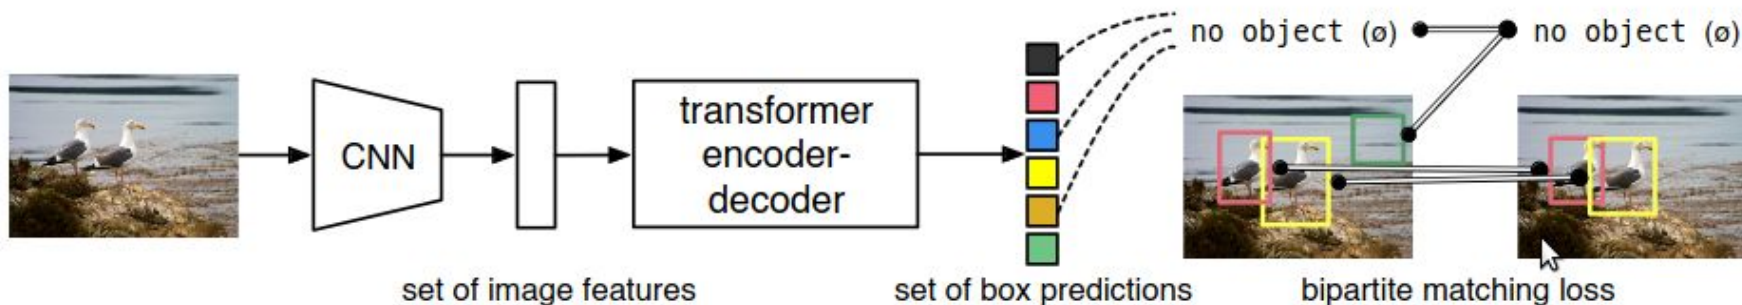 no object (ø)
no object (ø)
CNN
transformer
encoder-
decoder
set of image features
set of box predictions
bipartite matching loss